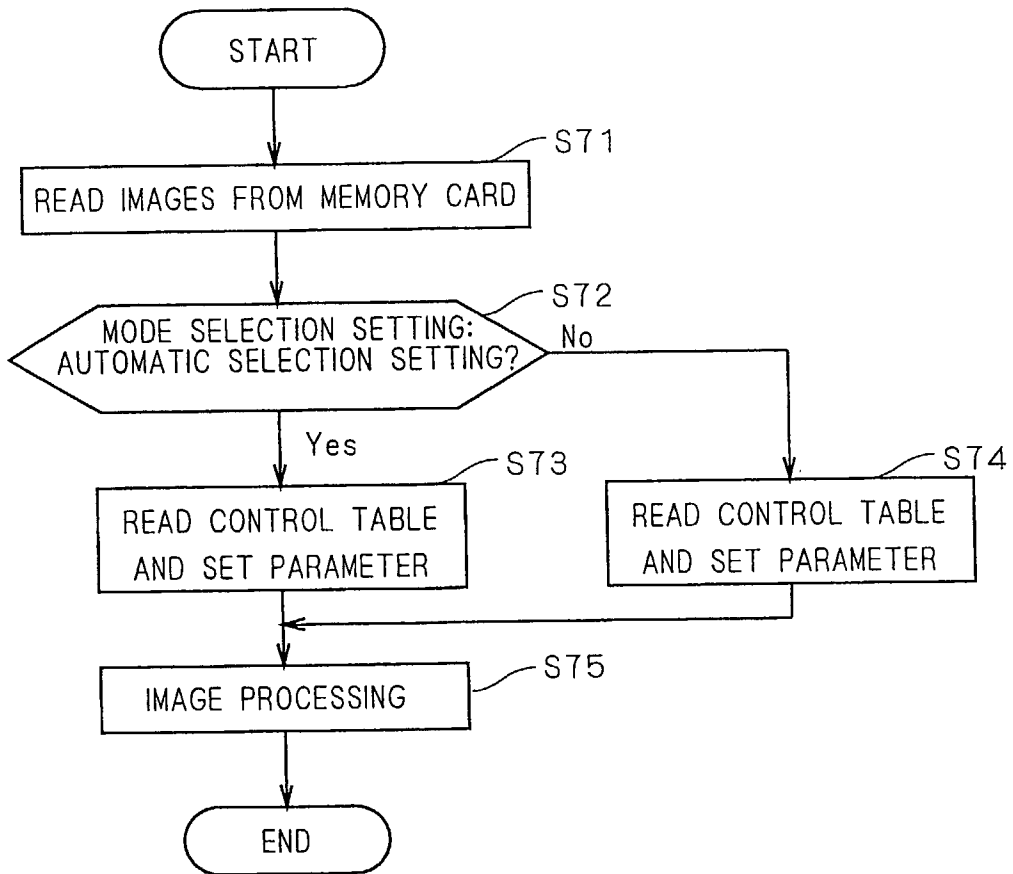 START
S71
READ IMAGES FROM MEMORY CARD
S72
MODE SELECTION SETTING:
AUTOMATIC SELECTION SETTING?
No
Yes
S73
READ CONTROL TABLE
AND SET PARAMETER
S74
READ CONTROL TABLE
AND SET PARAMETER
S75
IMAGE PROCESSING
END